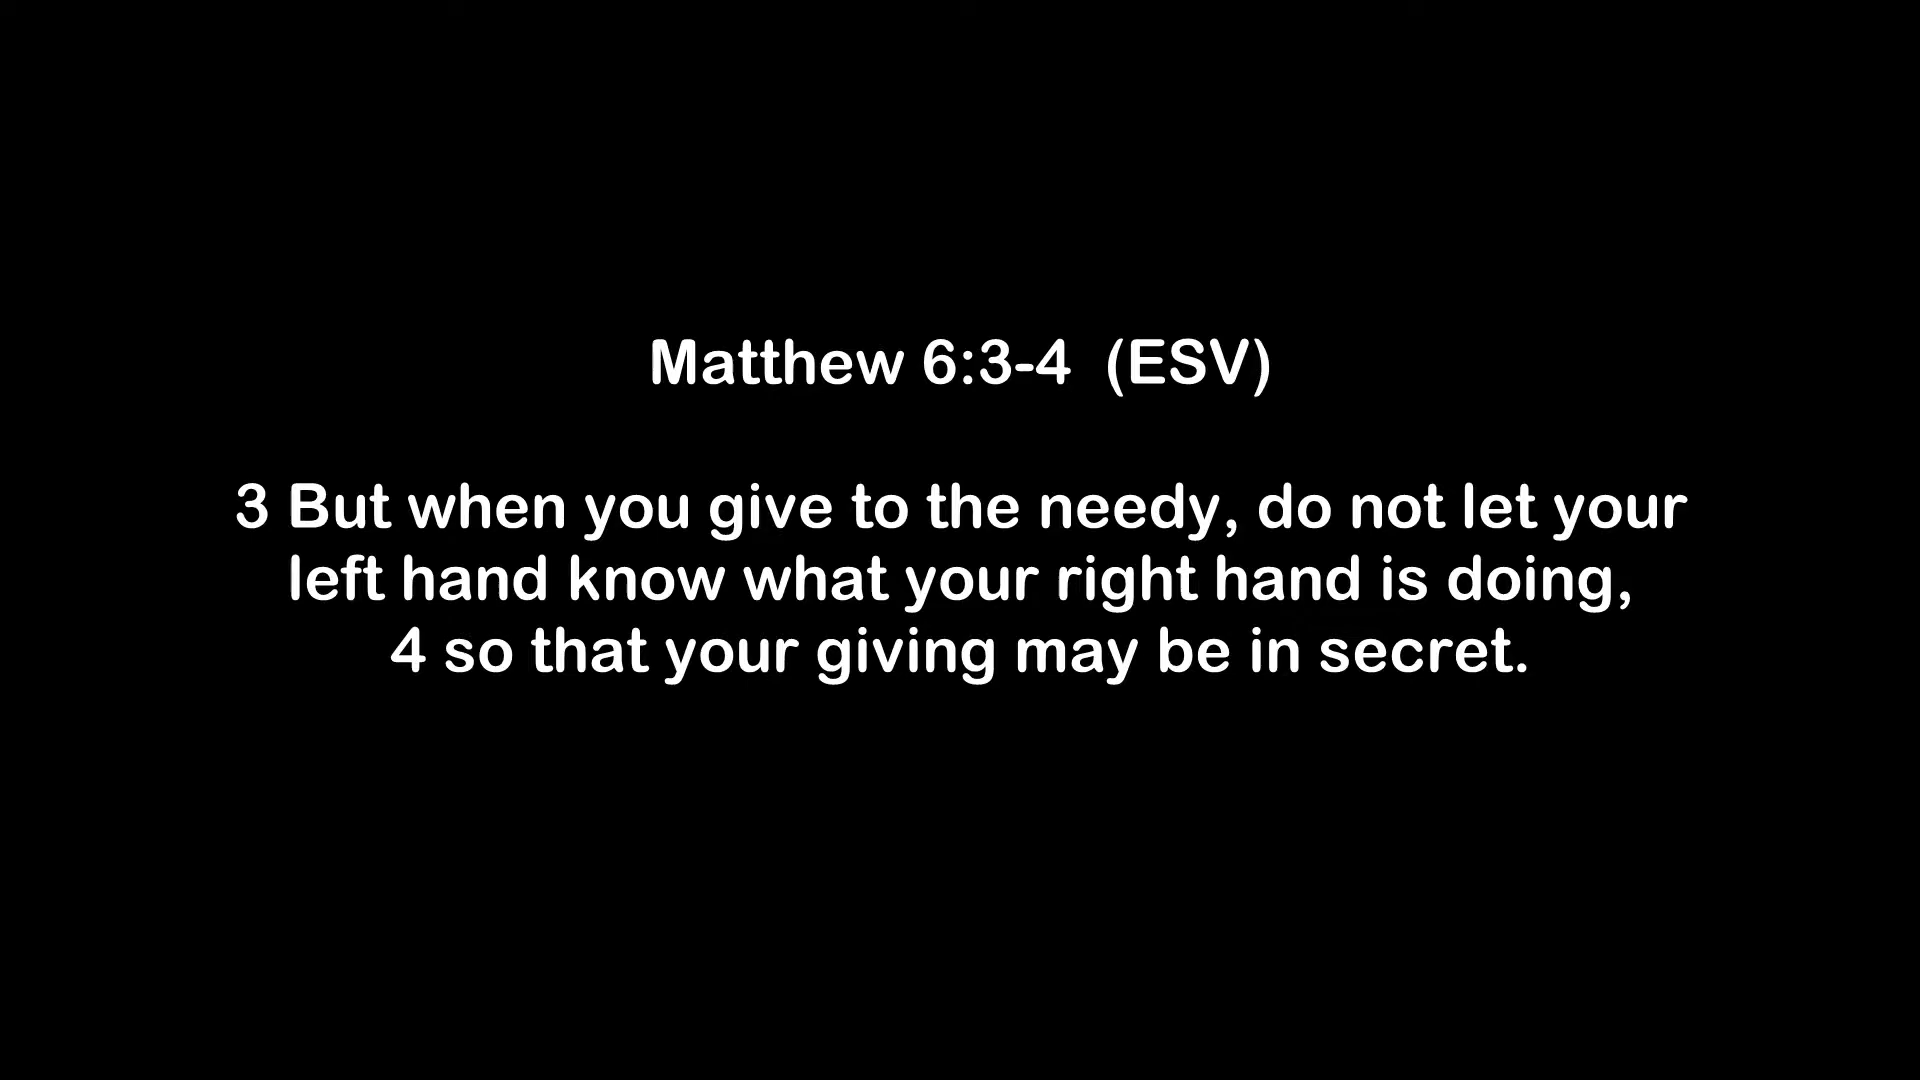 Matthew 6:3-4  (ESV)
3 But when you give to the needy, do not let your
left hand know what your right hand is doing,
4 so that your giving may be in secret.